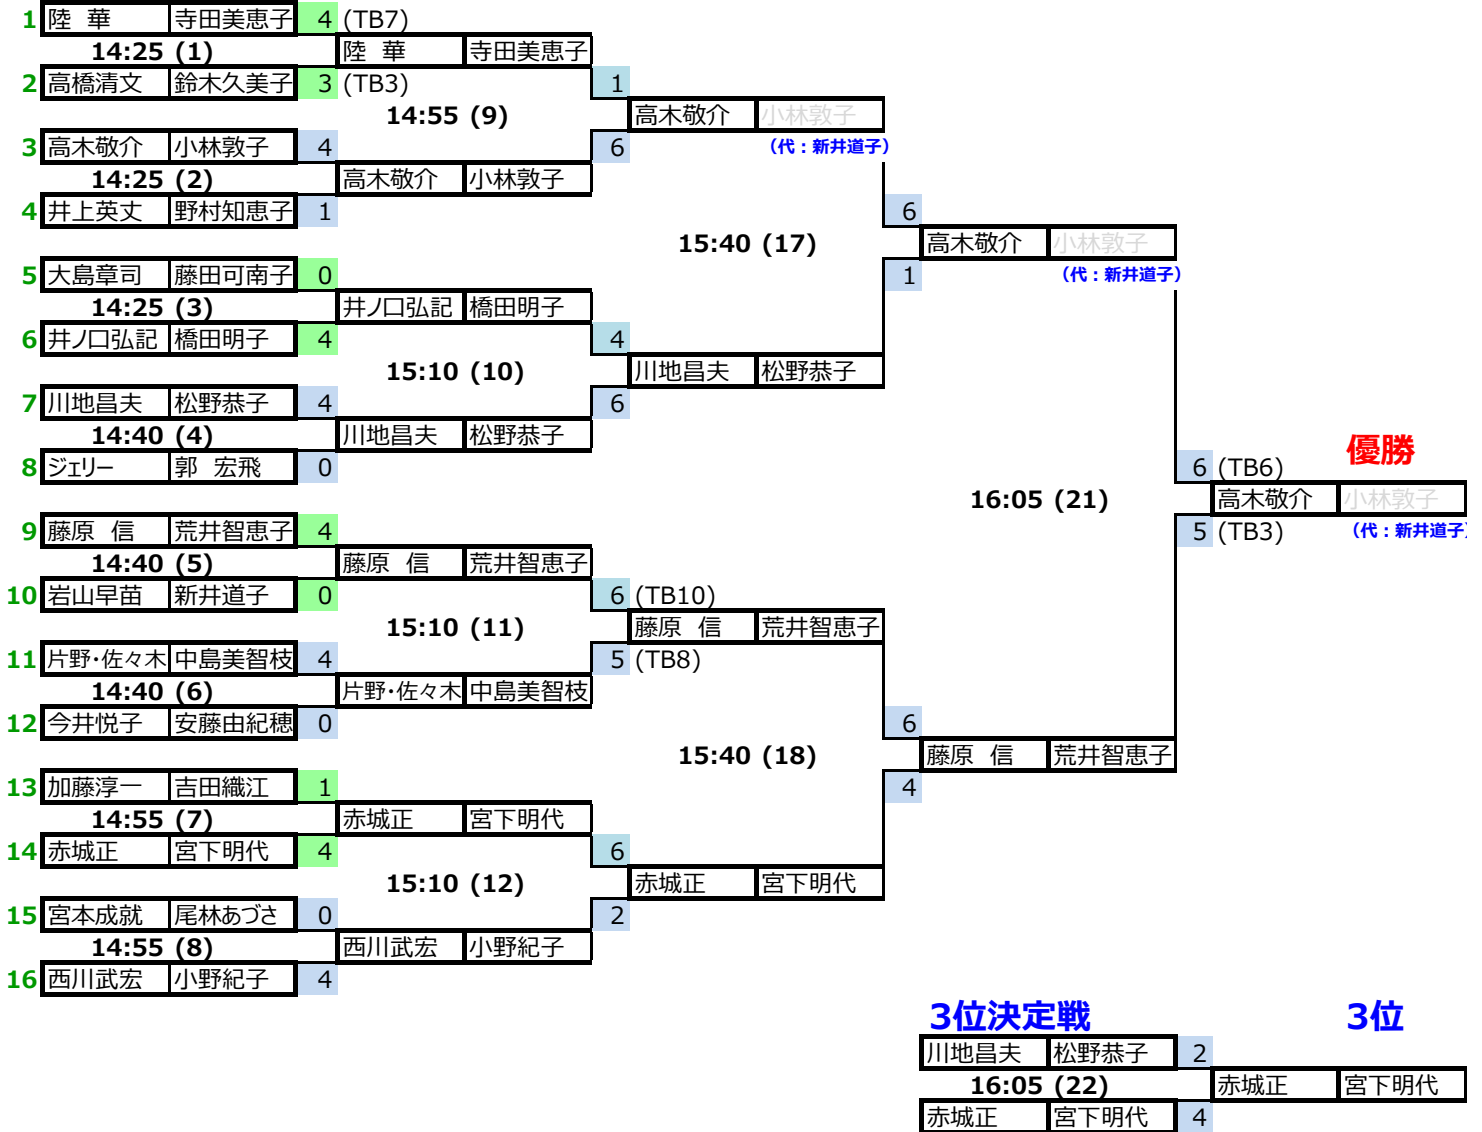 1 陸 華 寺田美恵子 4 (TB7)
14:25 (1) 陸 華 寺田美恵子
2 高橋清文 鈴木久美子 3 (TB3) 1
14:55 (9) 高木敬介 小林敦子
3 高木敬介 小林敦子 4 6 (代：新井道子)
14:25 (2) 高木敬介 小林敦子
4 井上英丈 野村知恵子 1 6
15:40 (17) 高木敬介 小林敦子
5 大島章司 藤田可南子 0 1 (代：新井道子)
14:25 (3) 井ノ口弘記 橋田明子
6 井ノ口弘記 橋田明子 4 4
15:10 (10) 川地昌夫 松野恭子
7 川地昌夫 松野恭子 4 6
14:40 (4) 川地昌夫 松野恭子 優勝
8 ジェリー 郭 宏飛 0 6 (TB6)
16:05 (21) 高木敬介 小林敦子
9 藤原 信 荒井智恵子 4 5 (TB3) (代：新井道子)
14:40 (5) 藤原 信 荒井智恵子
10 岩山早苗 新井道子 0 6 (TB10)
15:10 (11) 藤原 信 荒井智恵子
11 片野・佐々木 中島美智枝 4 5 (TB8)
14:40 (6) 片野・佐々木 中島美智枝
12 今井悦子 安藤由紀穂 0 6
15:40 (18) 藤原 信 荒井智恵子
13 加藤淳一 吉田織江 1 4
14:55 (7) 赤城正 宮下明代
14 赤城正 宮下明代 4 6
15:10 (12) 赤城正 宮下明代
15 宮本成就 尾林あづさ 0 2
14:55 (8) 西川武宏 小野紀子
16 西川武宏 小野紀子 4
3位決定戦 3位
川地昌夫 松野恭子 2
16:05 (22) 赤城正 宮下明代
赤城正 宮下明代 4